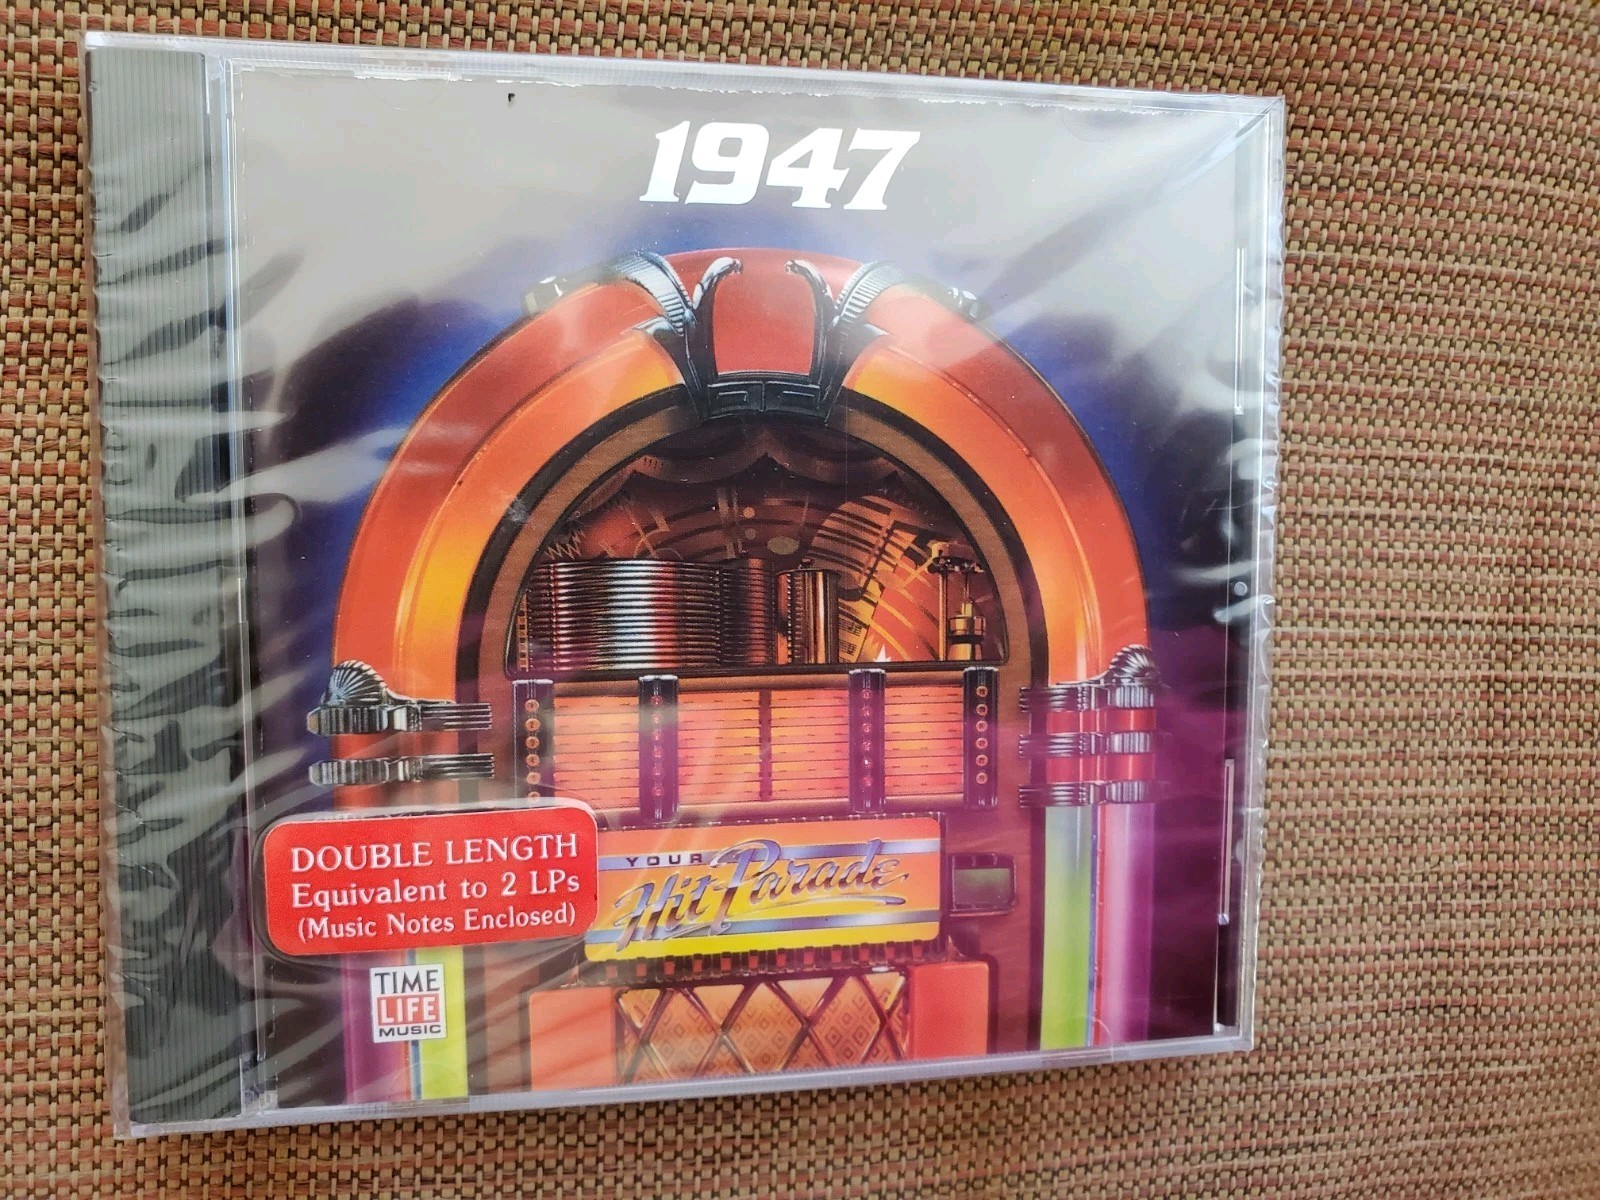 1947
DOUBLE LENGTH
Equivalent to 2 LPs
(Music Notes Enclosed)
YOUR
Hit Parade
TIME
LIFE
MUSIC